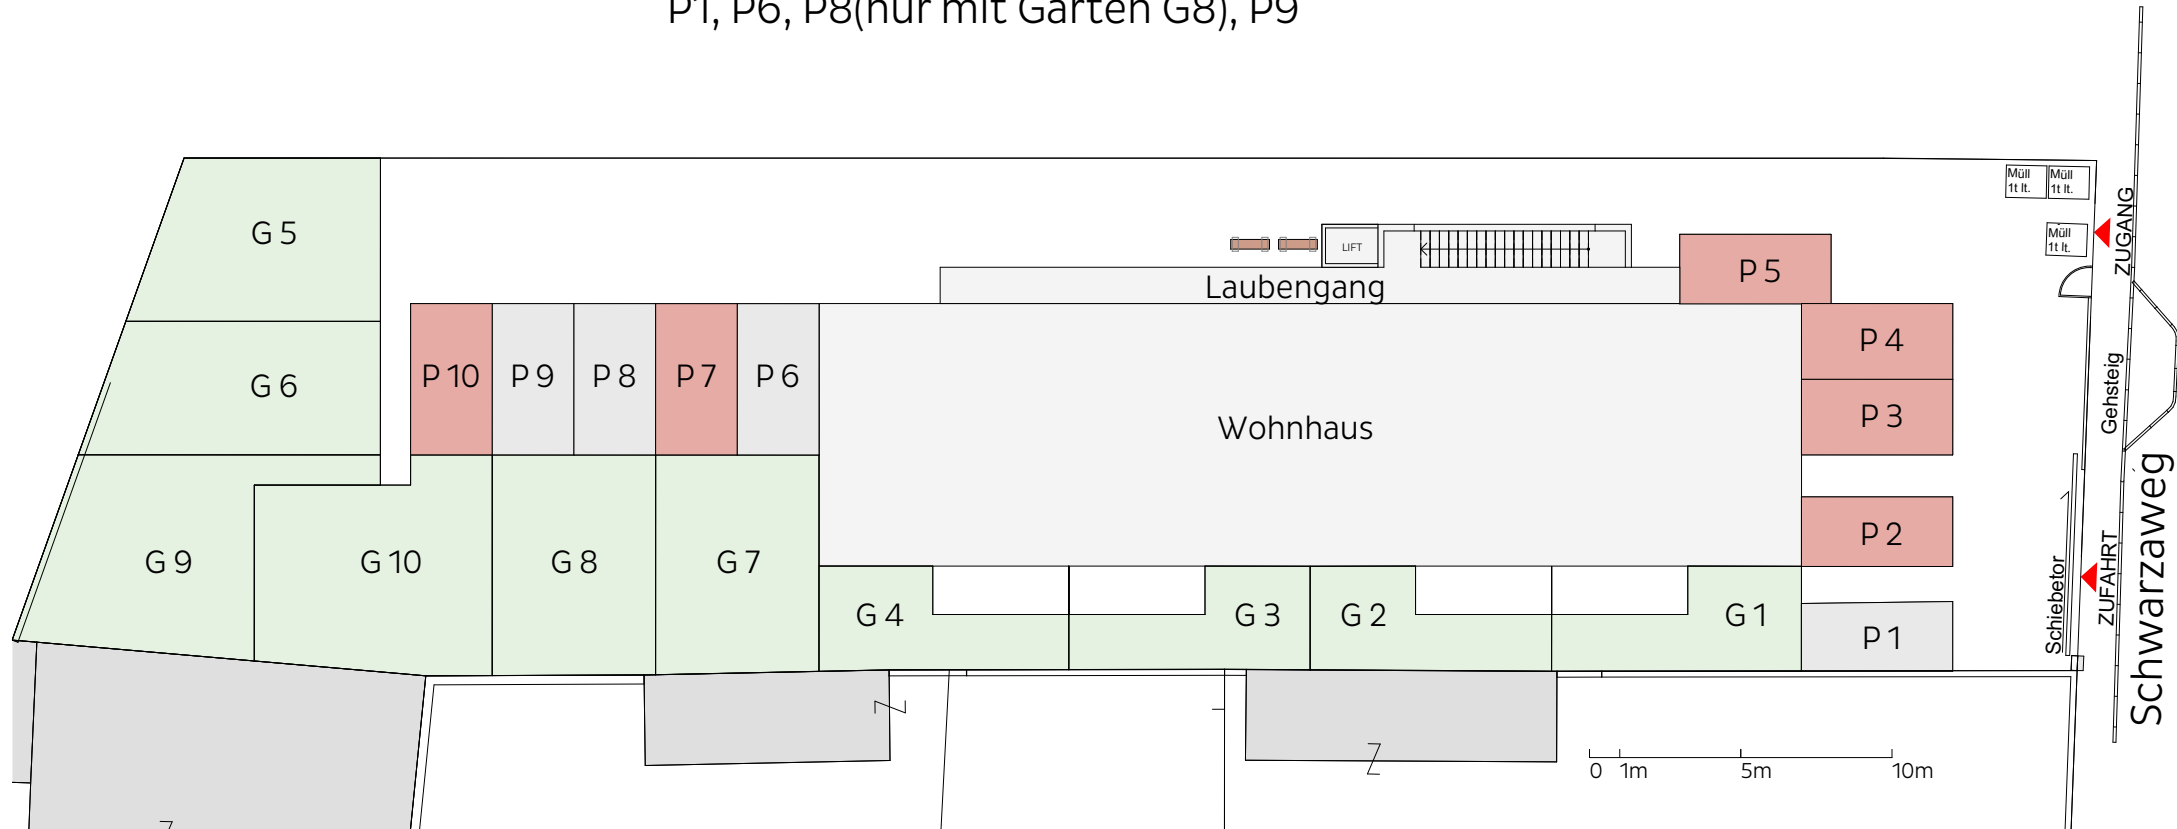 P1, P6, P8(nur mit Garten G8), P9
Müll
1t lt.
Müll
1t lt.
Müll
1t lt.
ZUGANG
G 5
LIFT
P 5
Laubengang
P 4
G 6
P 10
P 9
P 8
P 7
P 6
P 3
Gehsteig
Wohnhaus
P 2
G 9
G 10
G 8
G 7
G 4
G 3
G 2
G 1
P 1
Schiebetor
ZUFAHRT
Schwarzaweg
0 1m 5m 10m